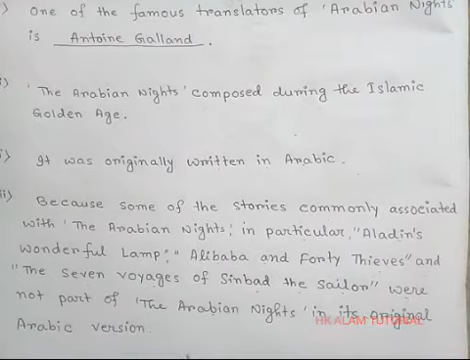 > One of the famous translators of 'Arabian Nights'
is Antoine Galland.
i> 'The Arabian Nights' composed during the Islamic
Golden Age.
i> It was originally written in Arabic.
ii> Because some of the stories commonly associated
with 'The Arabian Nights', in particular, "Aladin's
wonderful Lamp", "Alibaba and Forty Thieves" and
"The Seven voyages of Sinbad the Sailor" were
not part of 'The Arabian Nights' in its original
Arabic version.
HK ALAM TUTORIAL